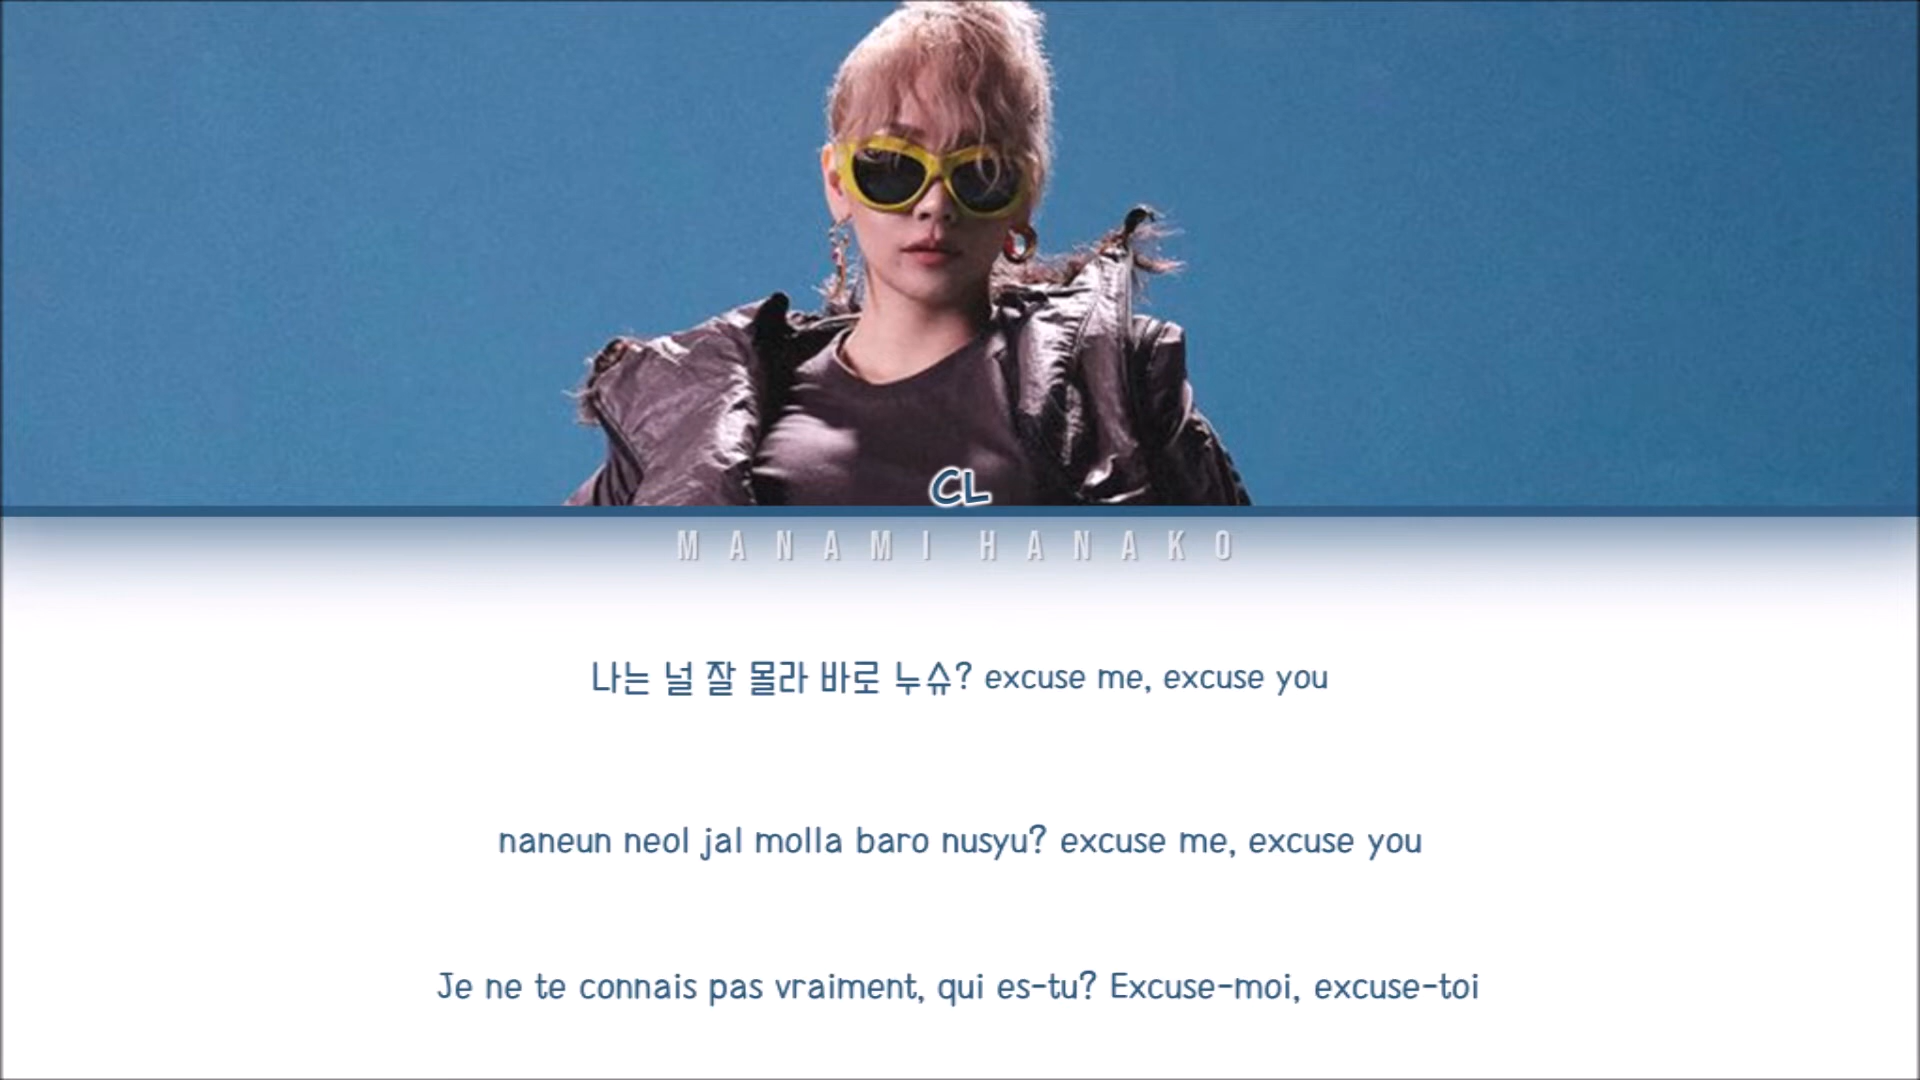 CL
MANAMI HANAKO
나는 널 잘 몰라 바로 누슈? excuse me, excuse you
naneun neol jal molla baro nusyu? excuse me, excuse you
Je ne te connais pas vraiment, qui es-tu? Excuse-moi, excuse-toi